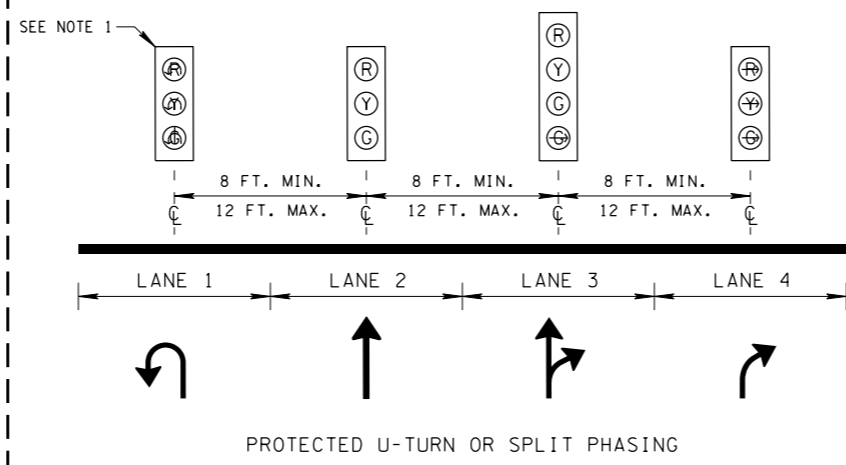 SEE NOTE 1
R R R R
Y Y Y Y
G G G G
G
8 FT. MIN. 8 FT. MIN. 8 FT. MIN.
12 FT. MAX. 12 FT. MAX. 12 FT. MAX.
℄ ℄ ℄ ℄
LANE 1 LANE 2 LANE 3 LANE 4
PROTECTED U-TURN OR SPLIT PHASING